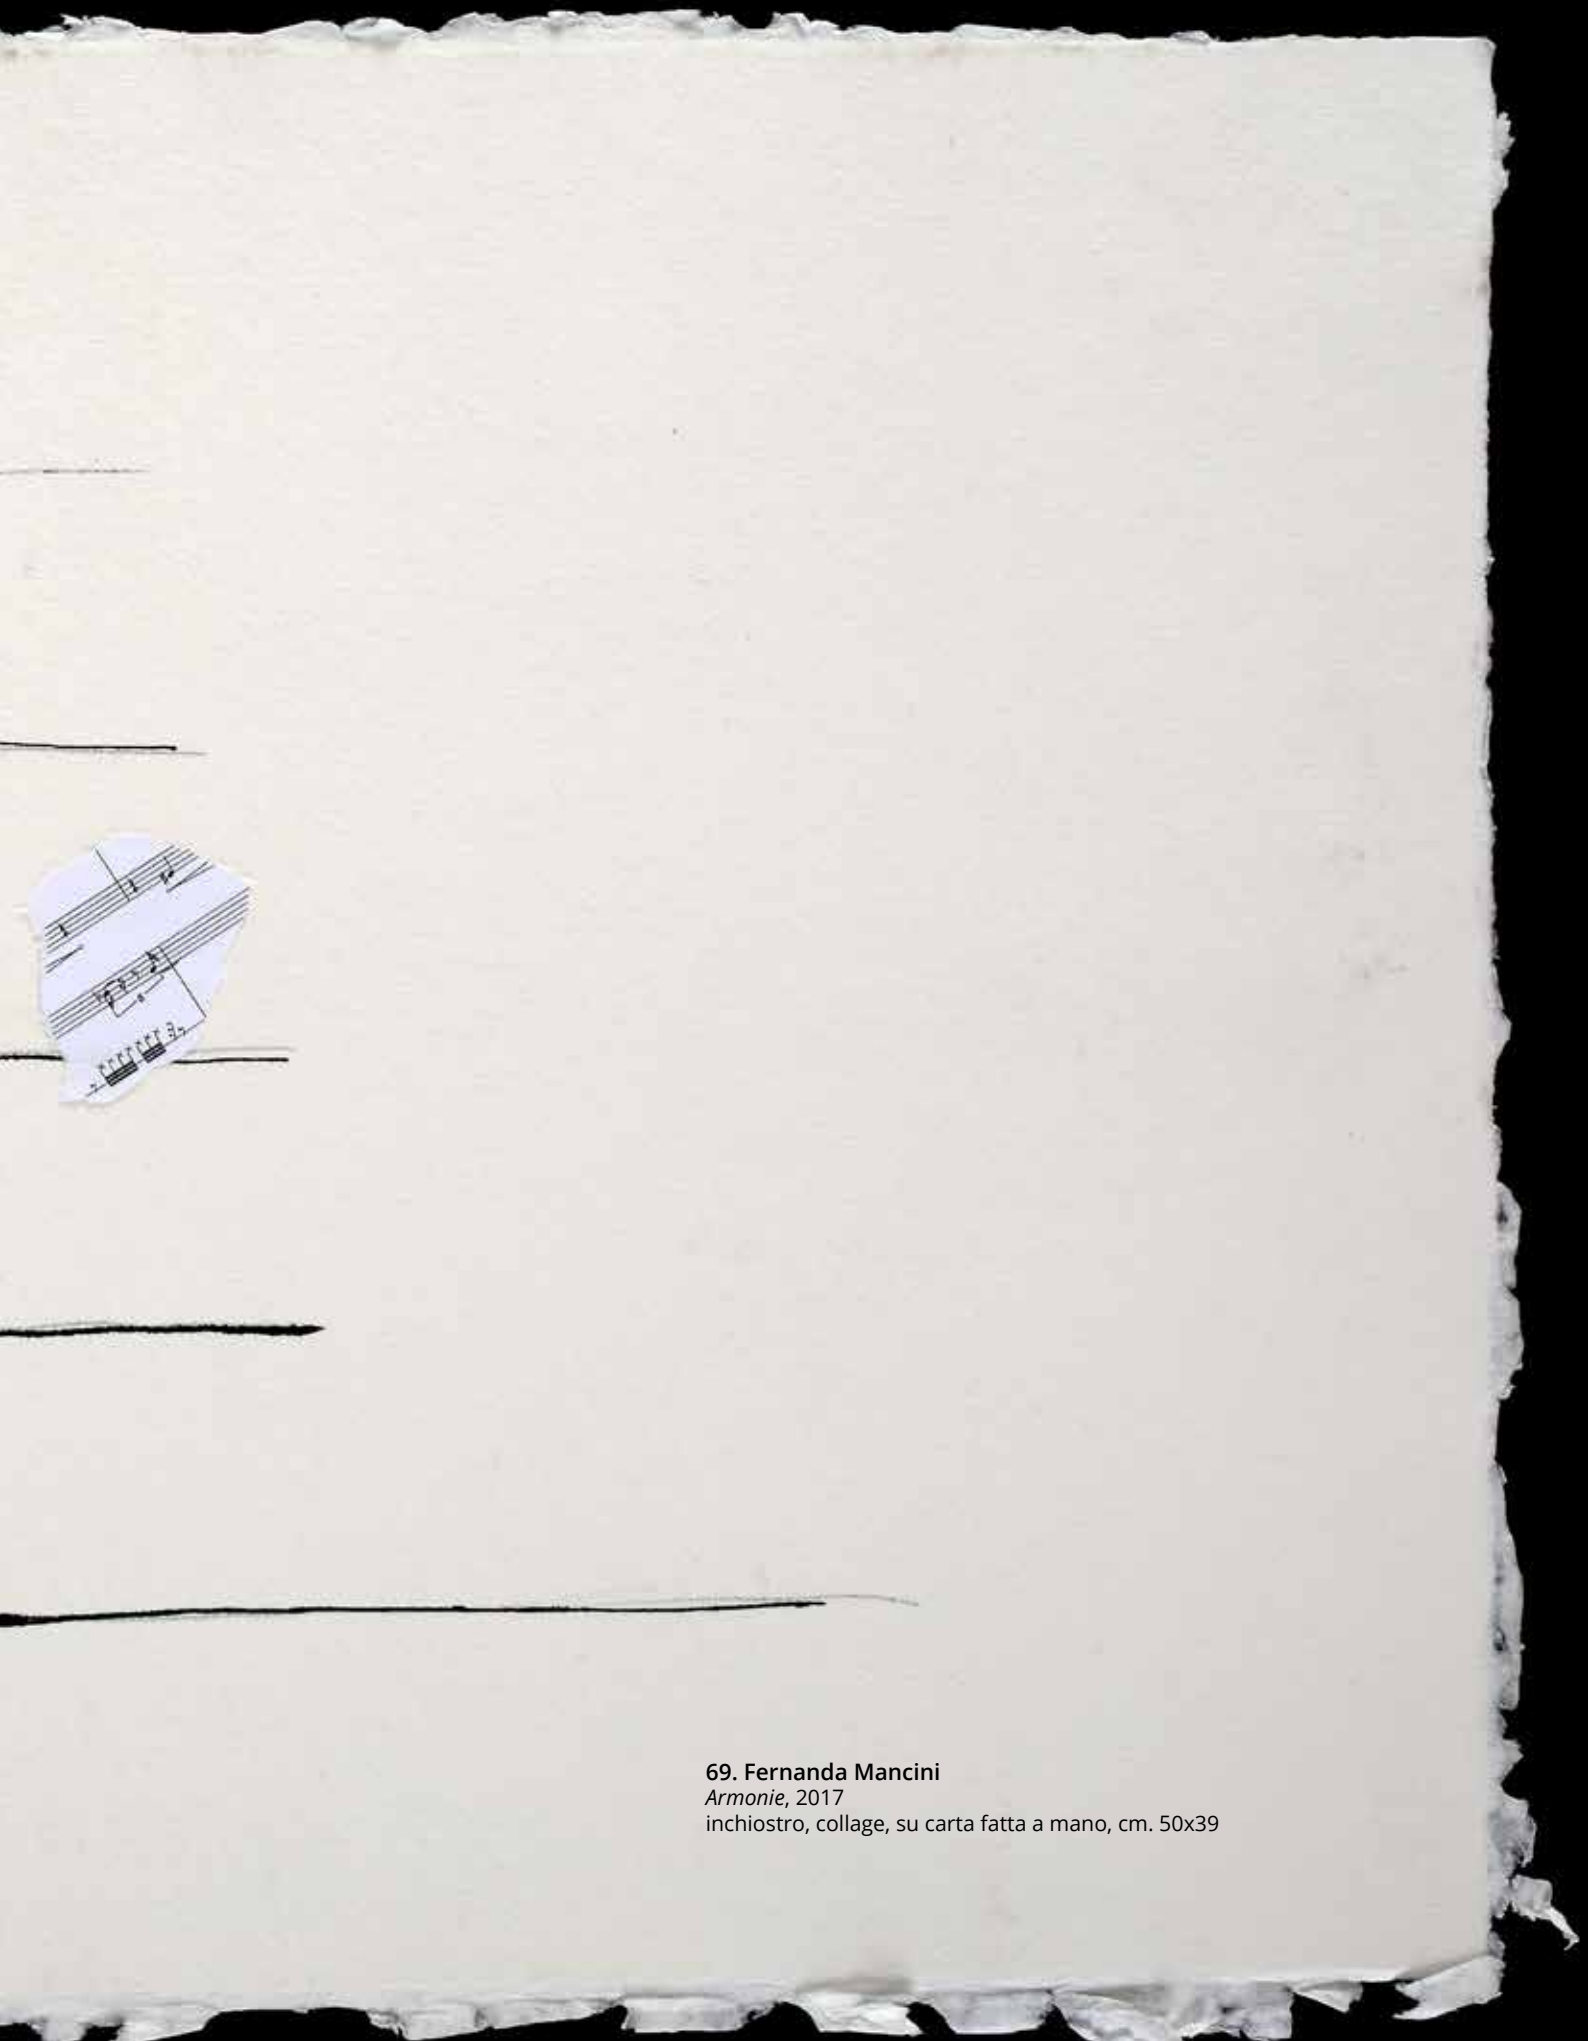 69. Fernanda Mancini
Armonie, 2017
inchiostro, collage, su carta fatta a mano, cm. 50x39